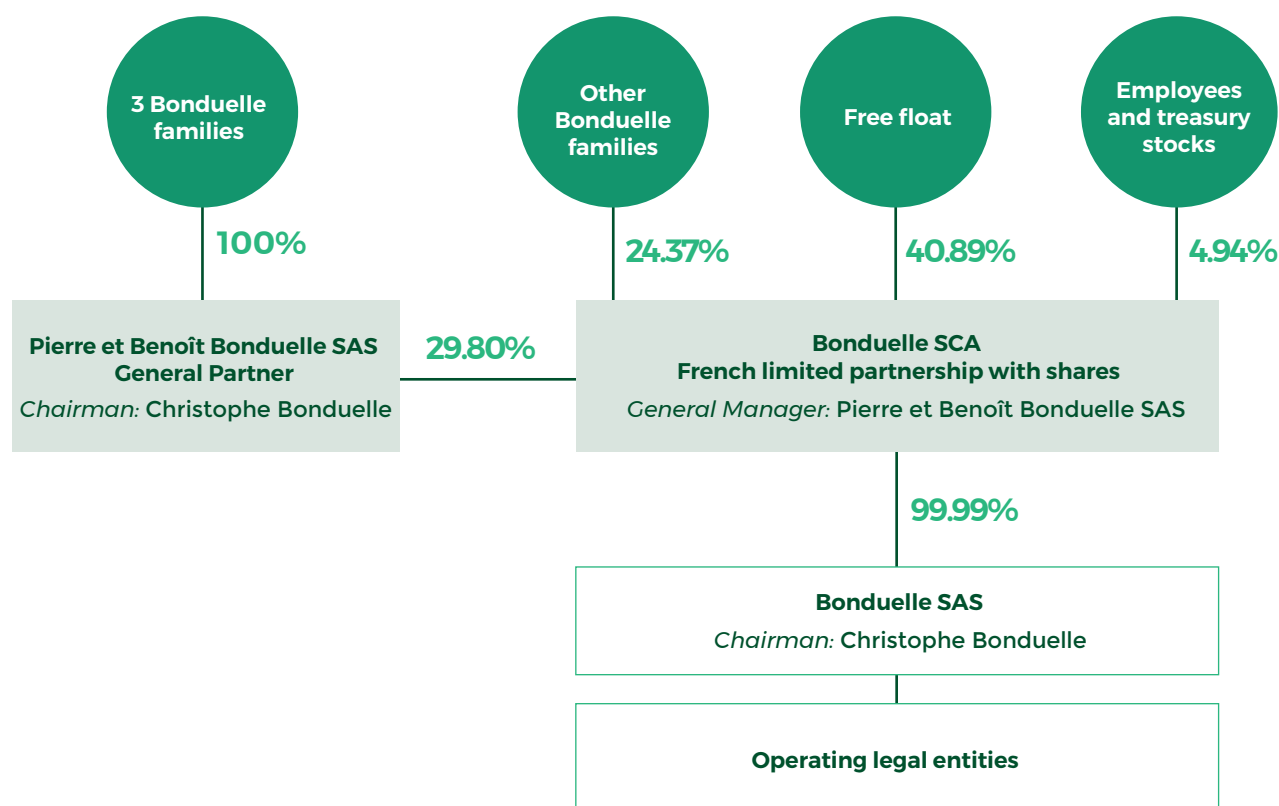 3 Bonduelle
families
Other
Bonduelle
families
Free float
Employees
and treasury
stocks
100%
24.37%
40.89%
4.94%
Pierre et Benoît Bonduelle SAS
General Partner
Chairman: Christophe Bonduelle
29.80%
Bonduelle SCA
French limited partnership with shares
General Manager: Pierre et Benoît Bonduelle SAS
99.99%
Bonduelle SAS
Chairman: Christophe Bonduelle
Operating legal entities